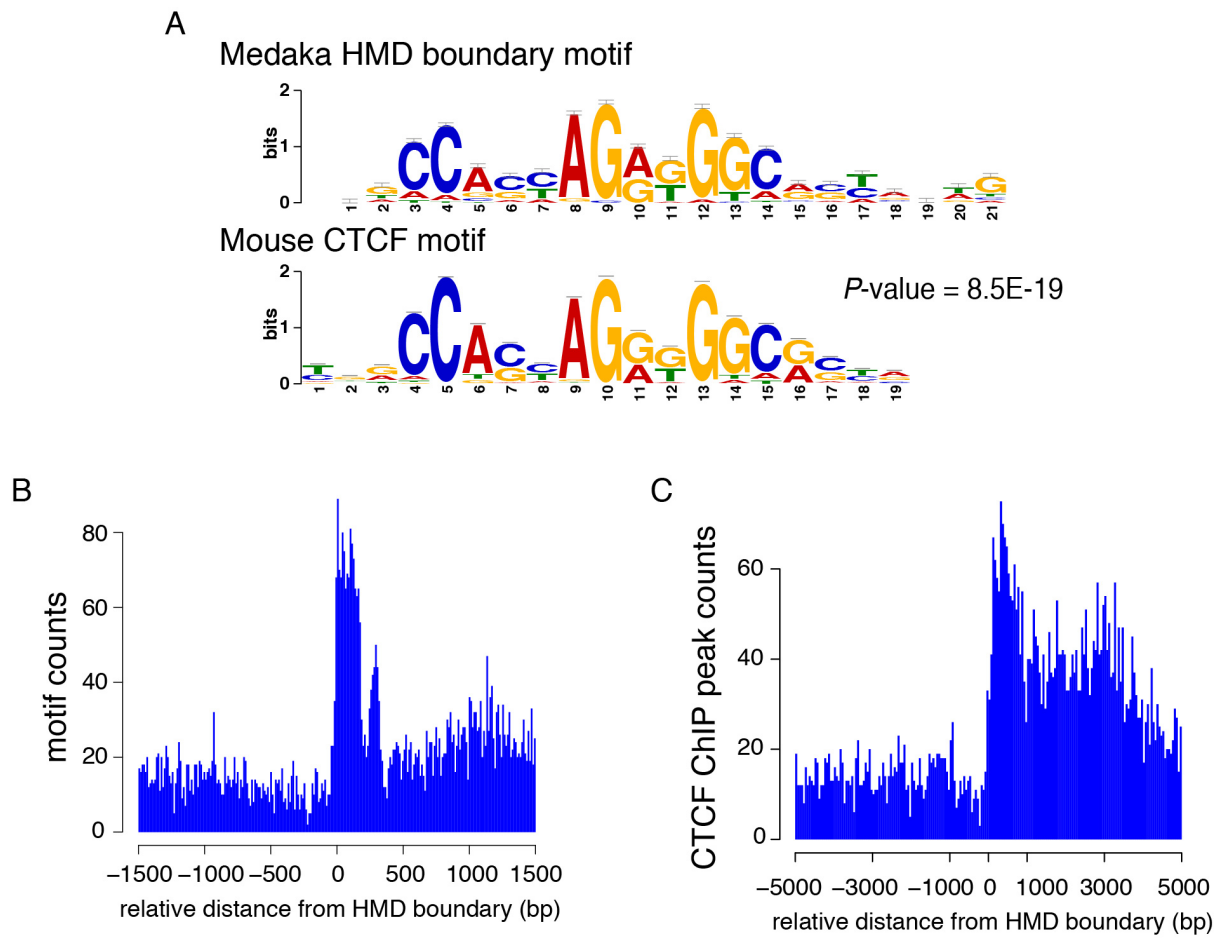 A
Medaka HMD boundary motif
2
1
0
bits
1 2 3 4 5 6 7 8 9 10 11 12 13 14 15 16 17 18 19 20 21
Mouse CTCF motif
2
1
0
bits
1 2 3 4 5 6 7 8 9 10 11 12 13 14 15 16 17 18 19
P-value = 8.5E-19
B
motif counts
80
60
40
20
0
−1500 −1000 −500 0 500 1000 1500
relative distance from HMD boundary (bp)
C
CTCF ChIP peak counts
60
40
20
0
−5000 −3000 −1000 0 1000 3000 5000
relative distance from HMD boundary (bp)